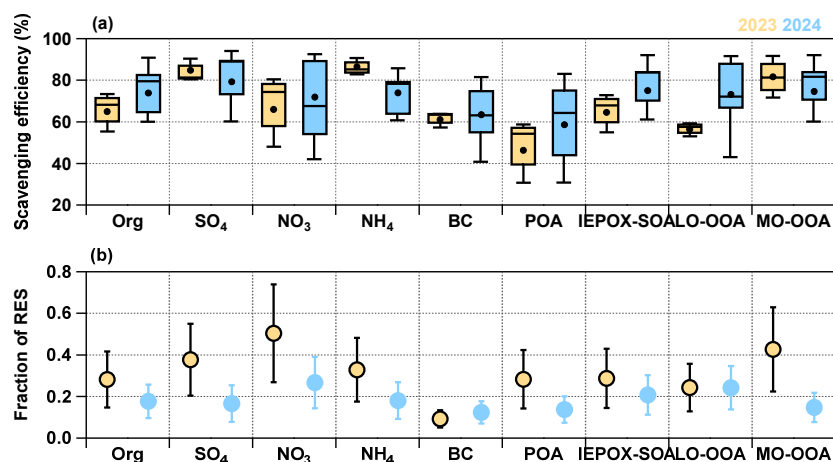 (a)
2023 2024
Scavenging efficiency (%)
100
80
60
40
20
Org SO₄ NO₃ NH₄ BC POA IEPOX-SOA LO-OOA MO-OOA
(b)
Fraction of RES
0.8
0.6
0.4
0.2
0.0
Org SO₄ NO₃ NH₄ BC POA IEPOX-SOA LO-OOA MO-OOA